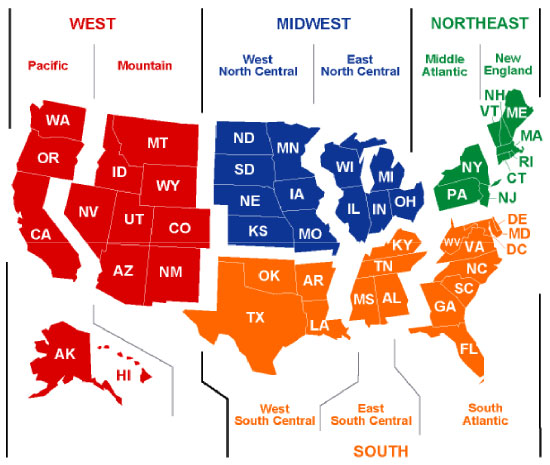 WEST
MIDWEST
NORTHEAST
Pacific
Mountain
West
North Central
East
North Central
Middle
Atlantic
New
England
WA
OR
CA
MT
ID
WY
NV
UT
CO
AZ
NM
AK
HI
ND
SD
NE
KS
MN
IA
MO
WI
MI
IL
IN
OH
NH
VT
ME
MA
RI
CT
NY
PA
NJ
OK
TX
AR
LA
KY
TN
MS
AL
DE
MD
DC
WV
VA
NC
SC
GA
FL
West
South Central
East
South Central
South
Atlantic
SOUTH